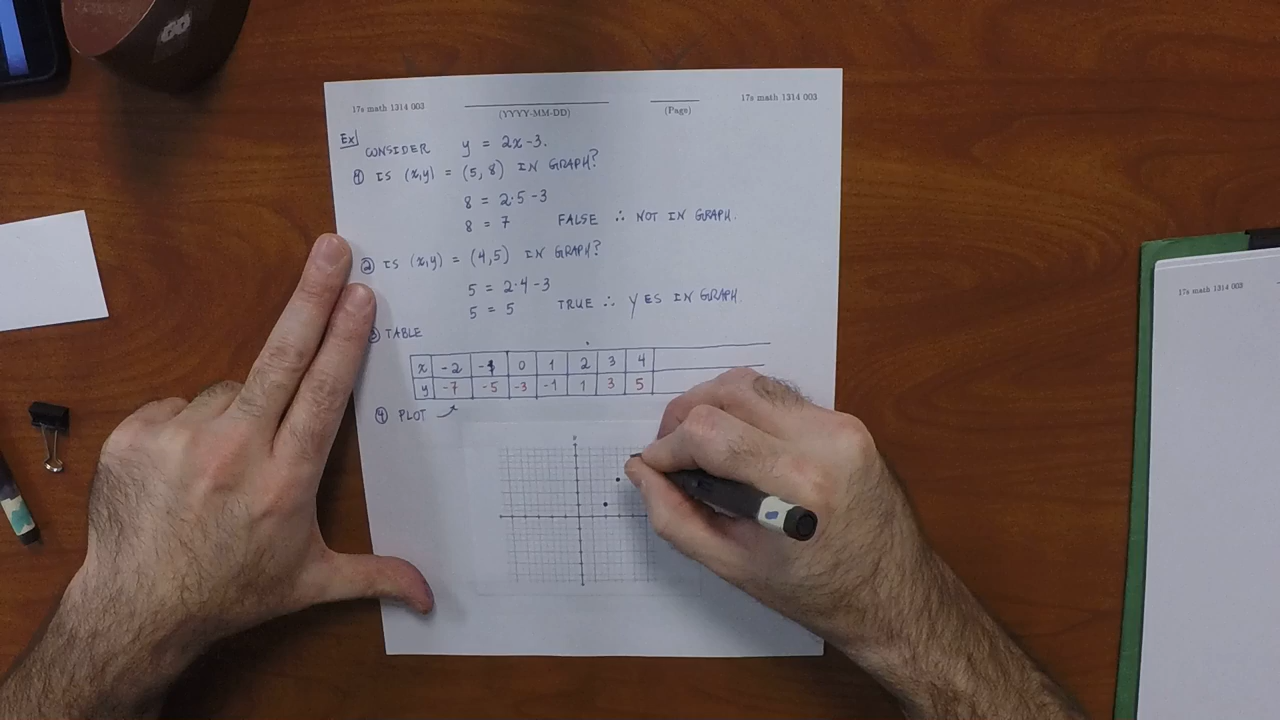 17s math 1314 003 (YYYY-MM-DD) (Page) 17s math 1314 003
Ex CONSIDER y = 2x-3.
① IS (x,y) = (5, 8) IN GRAPH?
8 = 2·5-3
8 = 7 FALSE ∴ NOT IN GRAPH.
② IS (x,y) = (4,5) IN GRAPH?
5 = 2·4-3
5 = 5 TRUE ∴ YES IN GRAPH.
③ TABLE
x -2 -1 0 1 2 3 4
y -7 -5 -3 -1 1 3 5
④ PLOT
17s math 1314 003